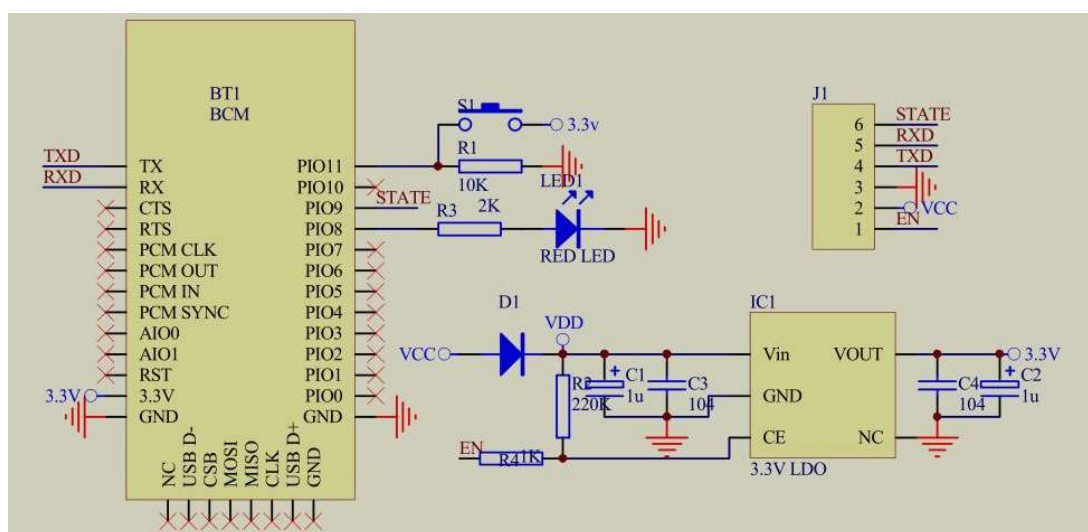 BT1
BCM
TXD
RXD
TX
RX
CTS
RTS
PCM CLK
PCM OUT
PCM IN
PCM SYNC
AIO0
AIO1
RST
3.3V
3.3V
GND
PIO11
PIO10
PIO9
PIO8
PIO7
PIO6
PIO5
PIO4
PIO3
PIO2
PIO1
PIO0
GND
NC
USB D-
CSB
MOSI
MISO
CLK
USB D+
GND
S1
3.3v
R1
10K
LED1
STATE
R3
2K
RED LED
J1
6
STATE
5
RXD
4
TXD
3
2
VCC
1
EN
D1
VCC
VDD
R2
220K
C1
1u
C3
104
EN
R4
1K
IC1
Vin
VOUT
GND
CE
NC
3.3V LDO
3.3V
C4
104
C2
1u